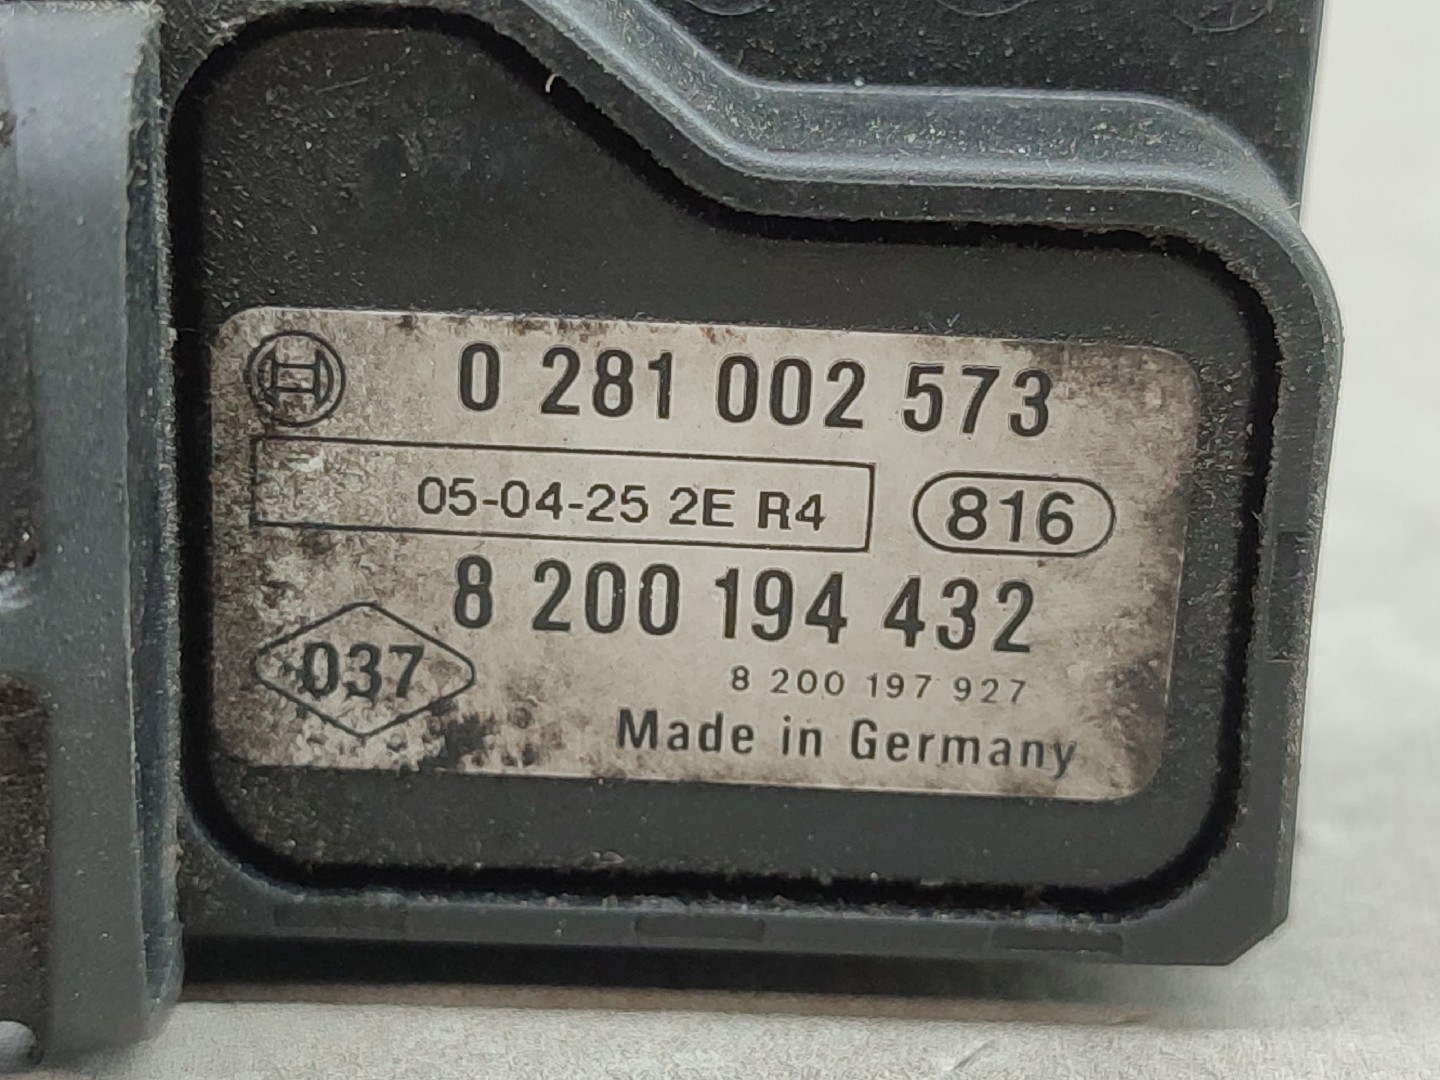 0 281 002 573
05-04-25 2E R4
816
8 200 194 432
037
8 200 197 927
Made in Germany